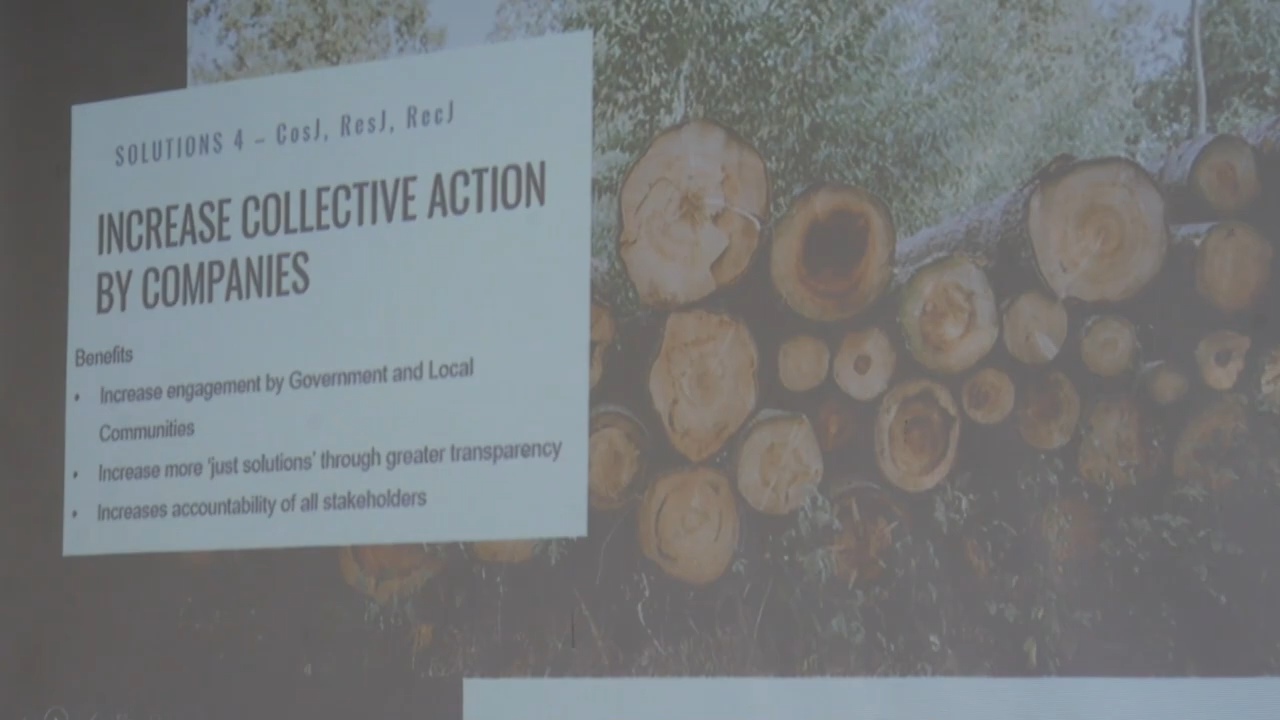 SOLUTIONS 4 – CosJ, ResJ, RecJ
INCREASE COLLECTIVE ACTION
BY COMPANIES
Benefits
• Increase engagement by Government and Local
Communities
• Increase more 'just solutions' through greater transparency
• Increases accountability of all stakeholders